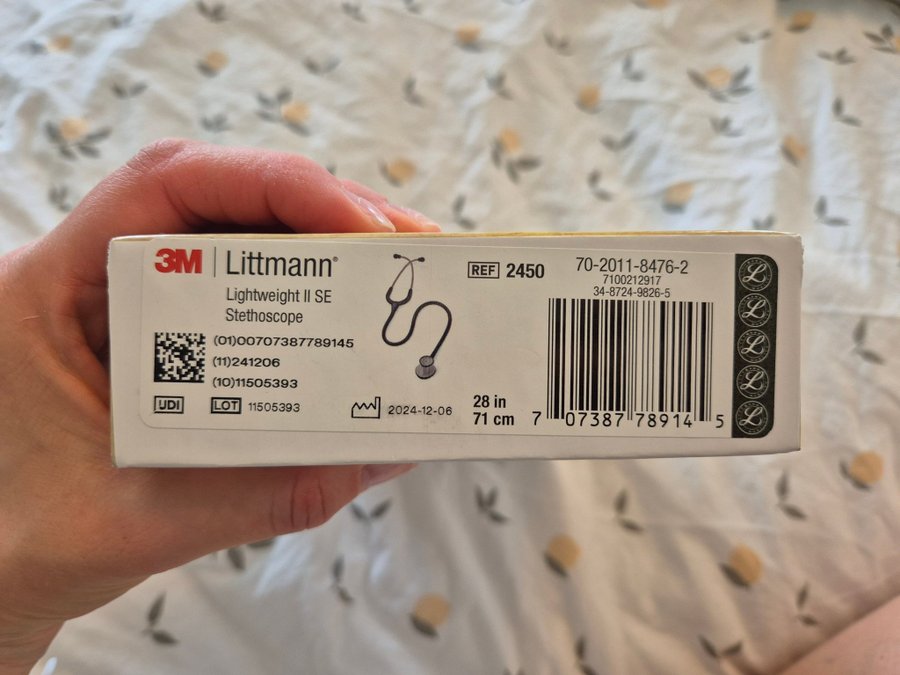 3M | Littmann®
Lightweight II SE
Stethoscope
(01)00707387789145
(11)241206
(10)11505393
UDI LOT 11505393 2024-12-06
REF 2450
28 in
71 cm
70-2011-8476-2
7100212917
34-8724-9826-5
7 07387 78914 5